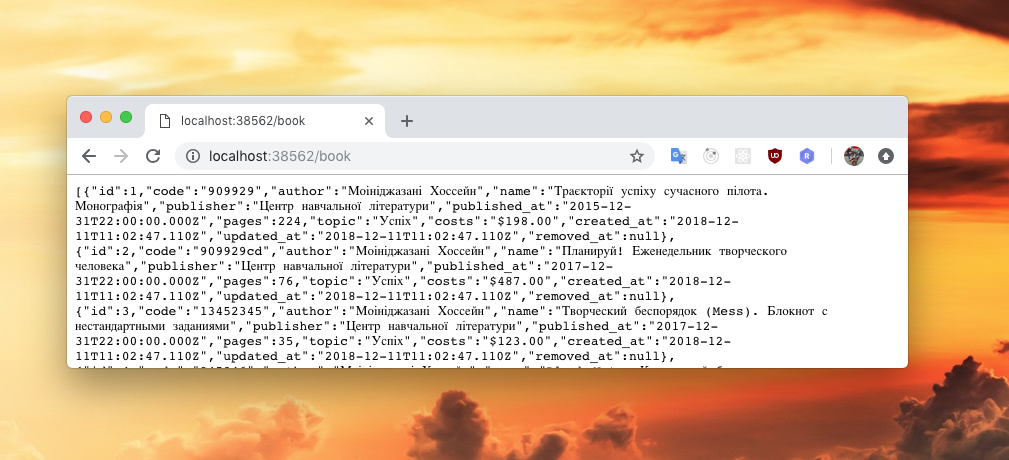 localhost:38562/book
localhost:38562/book
[{"id":1,"code":"909929","author":"Моініджазані Хоссейн","name":"Траєкторії успіху сучасного пілота.
Монографія","publisher":"Центр навчальної літератури","published_at":"2015-12-
31T22:00:00.000Z","pages":224,"topic":"Успіх","costs":"$198.00","created_at":"2018-12-
11T11:02:47.110Z","updated_at":"2018-12-11T11:02:47.110Z","removed_at":null},
{"id":2,"code":"909929cd","author":"Моініджазані Хоссейн","name":"Планируй! Еженедельник творческого
человека","publisher":"Центр навчальної літератури","published_at":"2017-12-
31T22:00:00.000Z","pages":76,"topic":"Успіх","costs":"$487.00","created_at":"2018-12-
11T11:02:47.110Z","updated_at":"2018-12-11T11:02:47.110Z","removed_at":null},
{"id":3,"code":"13452345","author":"Моініджазані Хоссейн","name":"Творческий беспорядок (Mess). Блокнот с
нестандартными заданиями","publisher":"Центр навчальної літератури","published_at":"2017-12-
31T22:00:00.000Z","pages":35,"topic":"Успіх","costs":"$123.00","created_at":"2018-12-
11T11:02:47.110Z","updated_at":"2018-12-11T11:02:47.110Z","removed_at":null},